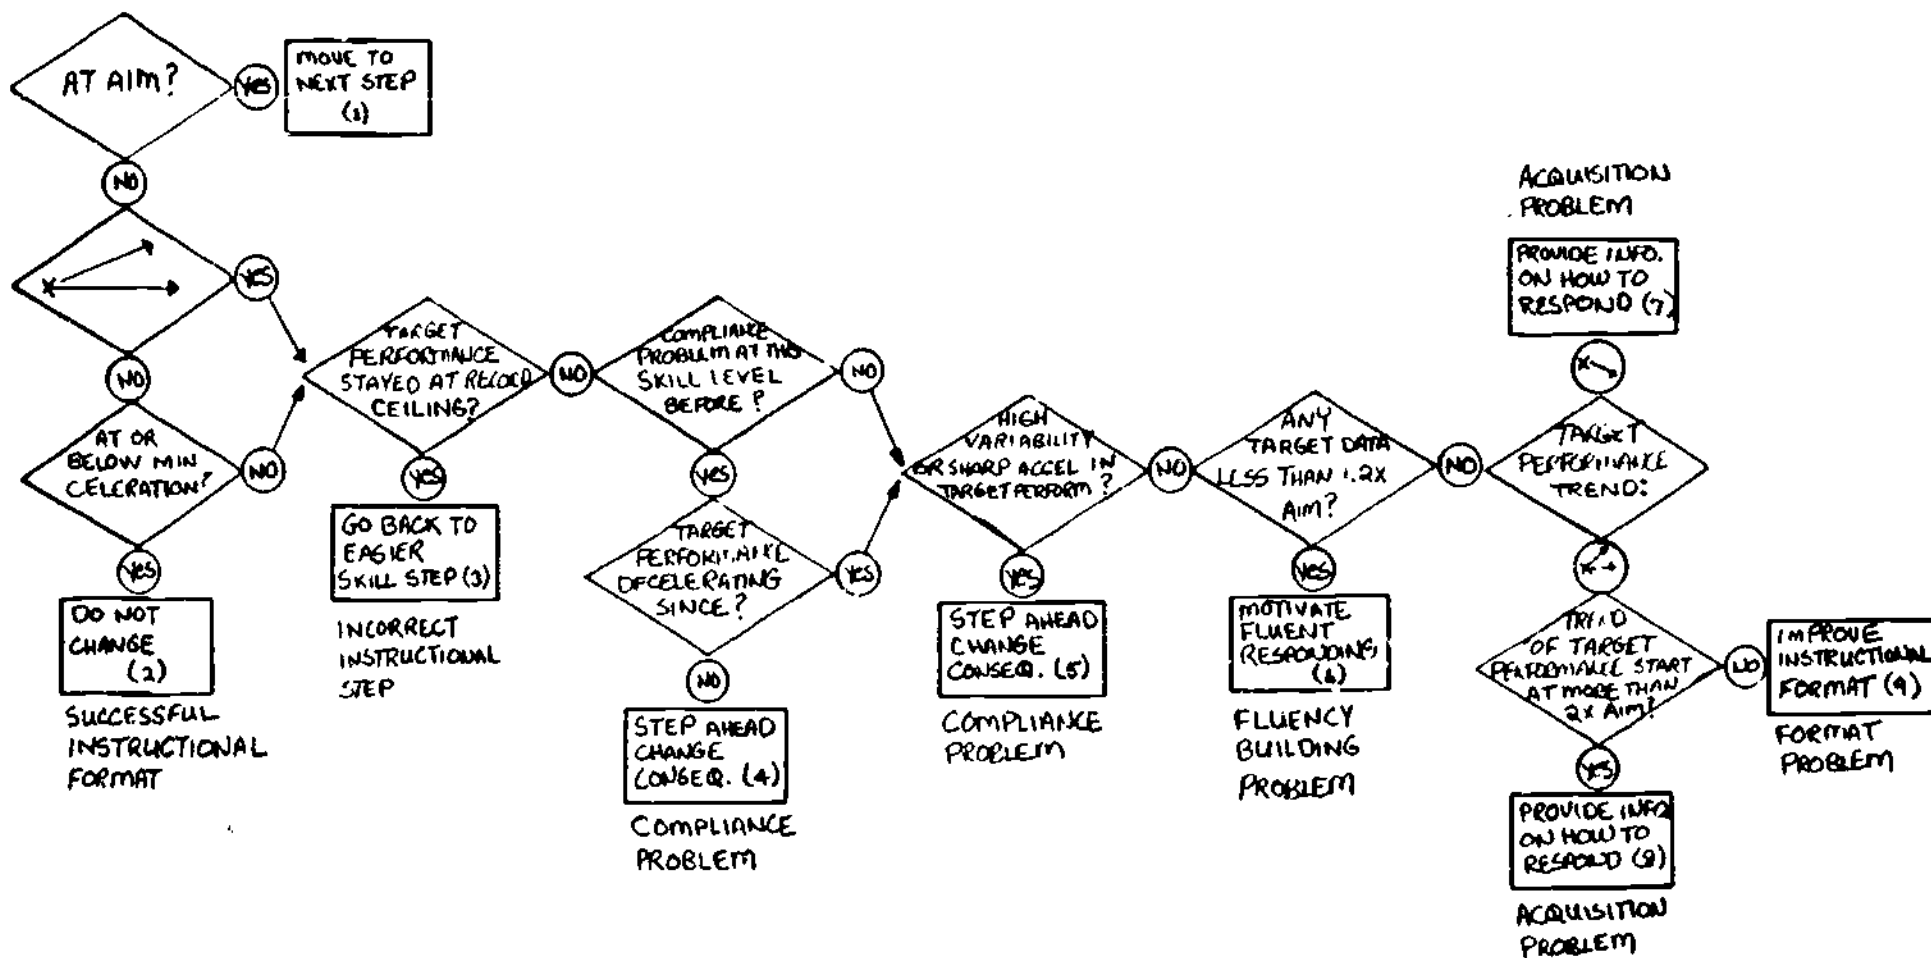 AT AIM?
Yes
MOVE TO
NEXT STEP
(1)
NO
YES
NO
AT OR
BELOW MIN
CELERATION?
NO
Yes
DO NOT
CHANGE
(2)
SUCCESSFUL
INSTRUCTIONAL
FORMAT
TARGET
PERFORMANCE
STAYED AT RECORD
CEILING?
NO
Yes
GO BACK TO
EASIER
SKILL STEP (3)
INCORRECT
INSTRUCTIONAL
STEP
COMPLIANCE
PROBLEM AT THIS
SKILL LEVEL
BEFORE?
NO
Yes
TARGET
PERFORMANCE
DECELERATING
SINCE?
Yes
NO
STEP AHEAD
CHANGE
CONSEQ. (4)
COMPLIANCE
PROBLEM
HIGH
VARIABILITY
OR SHARP ACCEL IN
TARGET PERFORM?
NO
Yes
STEP AHEAD
CHANGE
CONSEQ. (5)
COMPLIANCE
PROBLEM
ANY
TARGET DATA
LESS THAN 1.2X
AIM?
NO
Yes
MOTIVATE
FLUENT
RESPONDING
FLUENCY
BUILDING
PROBLEM
ACQUISITION
PROBLEM
PROVIDE INFO.
ON HOW TO
RESPOND (7)
TARGET
PERFORMANCE
TREND:
TREND
OF TARGET
PERFORMANCE START
AT MORE THAN
2X AIM?
NO
IMPROVE
INSTRUCTIONAL
FORMAT (9)
FORMAT
PROBLEM
YES
PROVIDE INFO
ON HOW TO
RESPOND (8)
ACQUISITION
PROBLEM